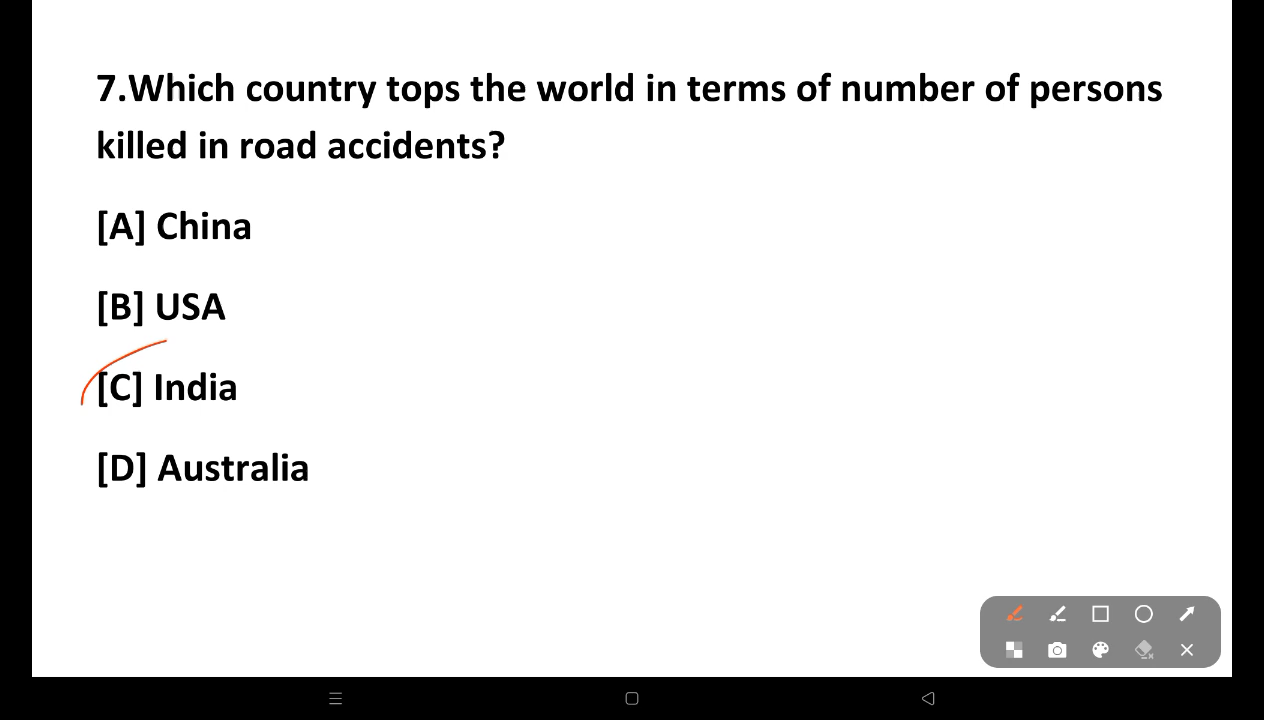 7.Which country tops the world in terms of number of persons
killed in road accidents?
[A] China
[B] USA
[C] India
[D] Australia